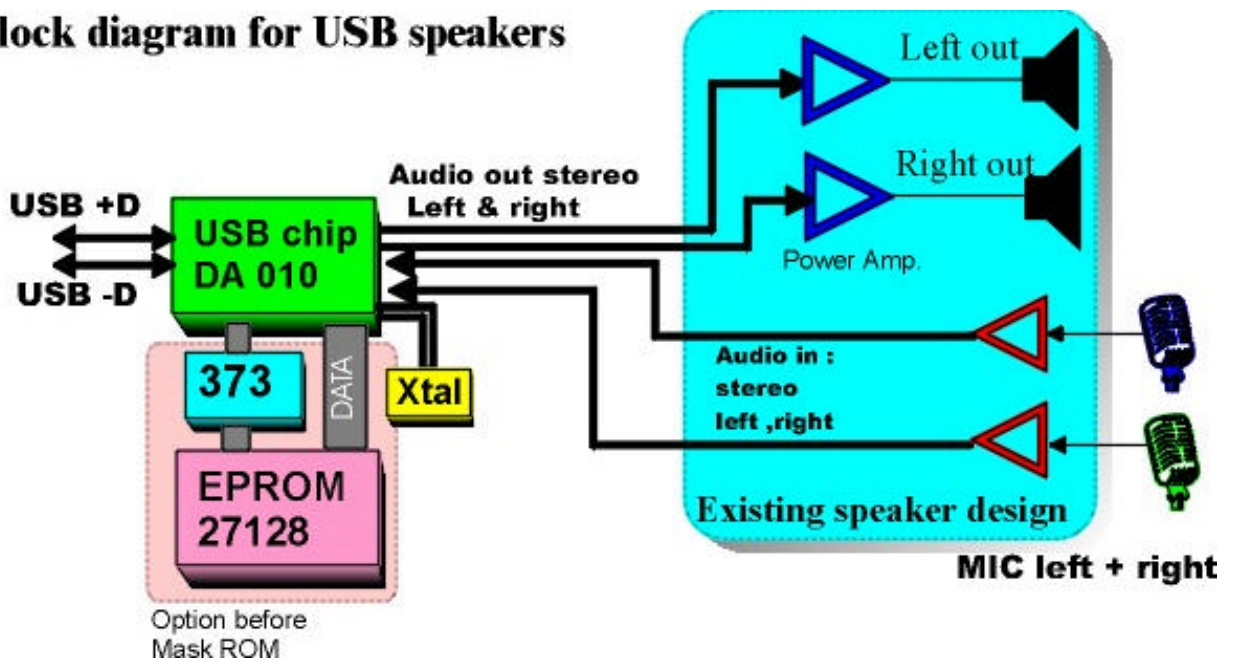 lock diagram for USB speakers
Left out
Right out
Audio out stereo
Left & right
USB +D
USB -D
USB chip
DA 010
Power Amp.
373
DATA
Xtal
Audio in :
stereo
left ,right
EPROM
27128
Existing speaker design
MIC left + right
Option before
Mask ROM